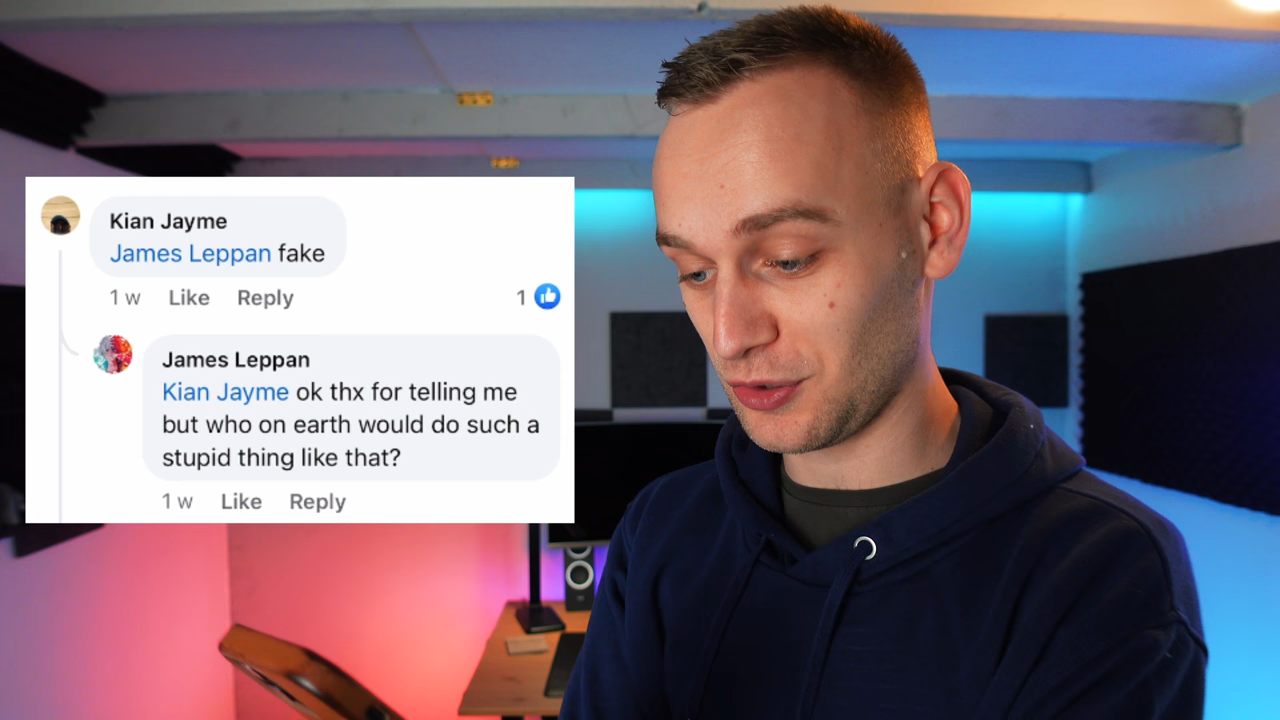 Kian Jayme
James Leppan fake
1 w Like Reply 1
James Leppan
Kian Jayme ok thx for telling me
but who on earth would do such a
stupid thing like that?
1 w Like Reply